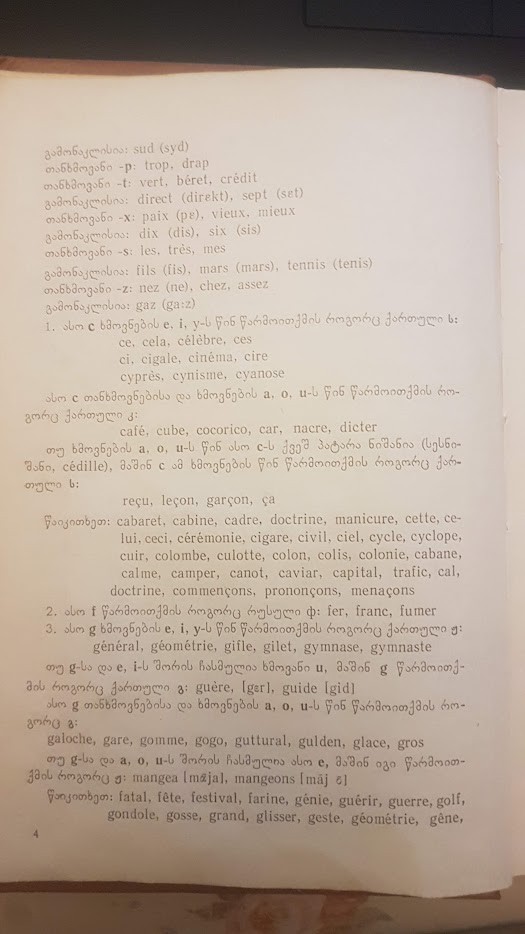 გამონაკლისია: sud (syd)
თანხმოვანი -p: trop, drap
თანხმოვანი -t: vert, béret, crédit
გამონაკლისია: direct (dirɛkt), sept (sɛt)
თანხმოვანი -x: paix (pɛ), vieux, mieux
გამონაკლისია: dix (dis), six (sis)
თანხმოვანი -s: les, très, mes
გამონაკლისია: fils (fis), mars (mars), tennis (tenis)
თანხმოვანი -z: nez (ne), chez, assez
გამონაკლისია: gaz (ga:z)
1. ასო c ხმოვნების e, i, y-ს წინ წარმოითქმის როგორც ქართული ს:
ce, cela, célèbre, ces
ci, cigale, cinéma, cire
cyprès, cynisme, cyanose
ასო c თანხმოვნებისა და ხმოვნების a, o, u-ს წინ წარმოითქმის რო-
გორც ქართული კ:
café, cube, cocorico, car, nacre, dicter
თუ ხმოვნების a, o, u-ს წინ ასო c-ს ქვეშ პატარა ნიშანია (სესნი-
შანი, cédille), მაშინ c ამ ხმოვნების წინ წარმოითქმის როგორც ქარ-
თული ს:
reçu, leçon, garçon, ça
წაიკითხეთ: cabaret, cabine, cadre, doctrine, manicure, cette, ce-
lui, ceci, cérémonie, cigare, civil, ciel, cycle, cyclope,
cuir, colombe, culotte, colon, colis, colonie, cabane,
calme, camper, canot, caviar, capital, trafic, cal,
doctrine, commençons, prononçons, menaçons
2. ასო f წარმოითქმის როგორც რუსული ф: fer, franc, fumer
3. ასო g ხმოვნების e, i, y-ს წინ წარმოითქმის როგორც ქართული ჟ:
général, géométrie, gifle, gilet, gymnase, gymnaste
თუ g-სა და e, i-ს შორის ჩასმულია ხმოვანი u, მაშინ g წარმოითქ-
მის როგორც ქართული გ: guère, [gɛr], guide [gid]
ასო g თანხმოვნებისა და ხმოვნების a, o, u-ს წინ წარმოითქმის რო-
გორც გ:
galoche, gare, gomme, gogo, guttural, gulden, glace, gros
თუ g-სა და a, o, u-ს შორის ჩასმულია ასო e, მაშინ იგი წარმოით-
ქმის როგორც ჟ: mangea [mãja], mangeons
წაიკითხეთ: fatal, fête, festival, farine, génie, guérir, guerre, golf,
gondole, gosse, grand, glisser, geste, géométrie, gêne,
4